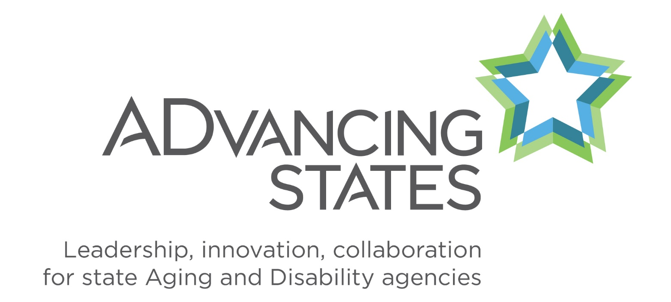 ADVANCING
STATES
Leadership, innovation, collaboration
for state Aging and Disability agencies